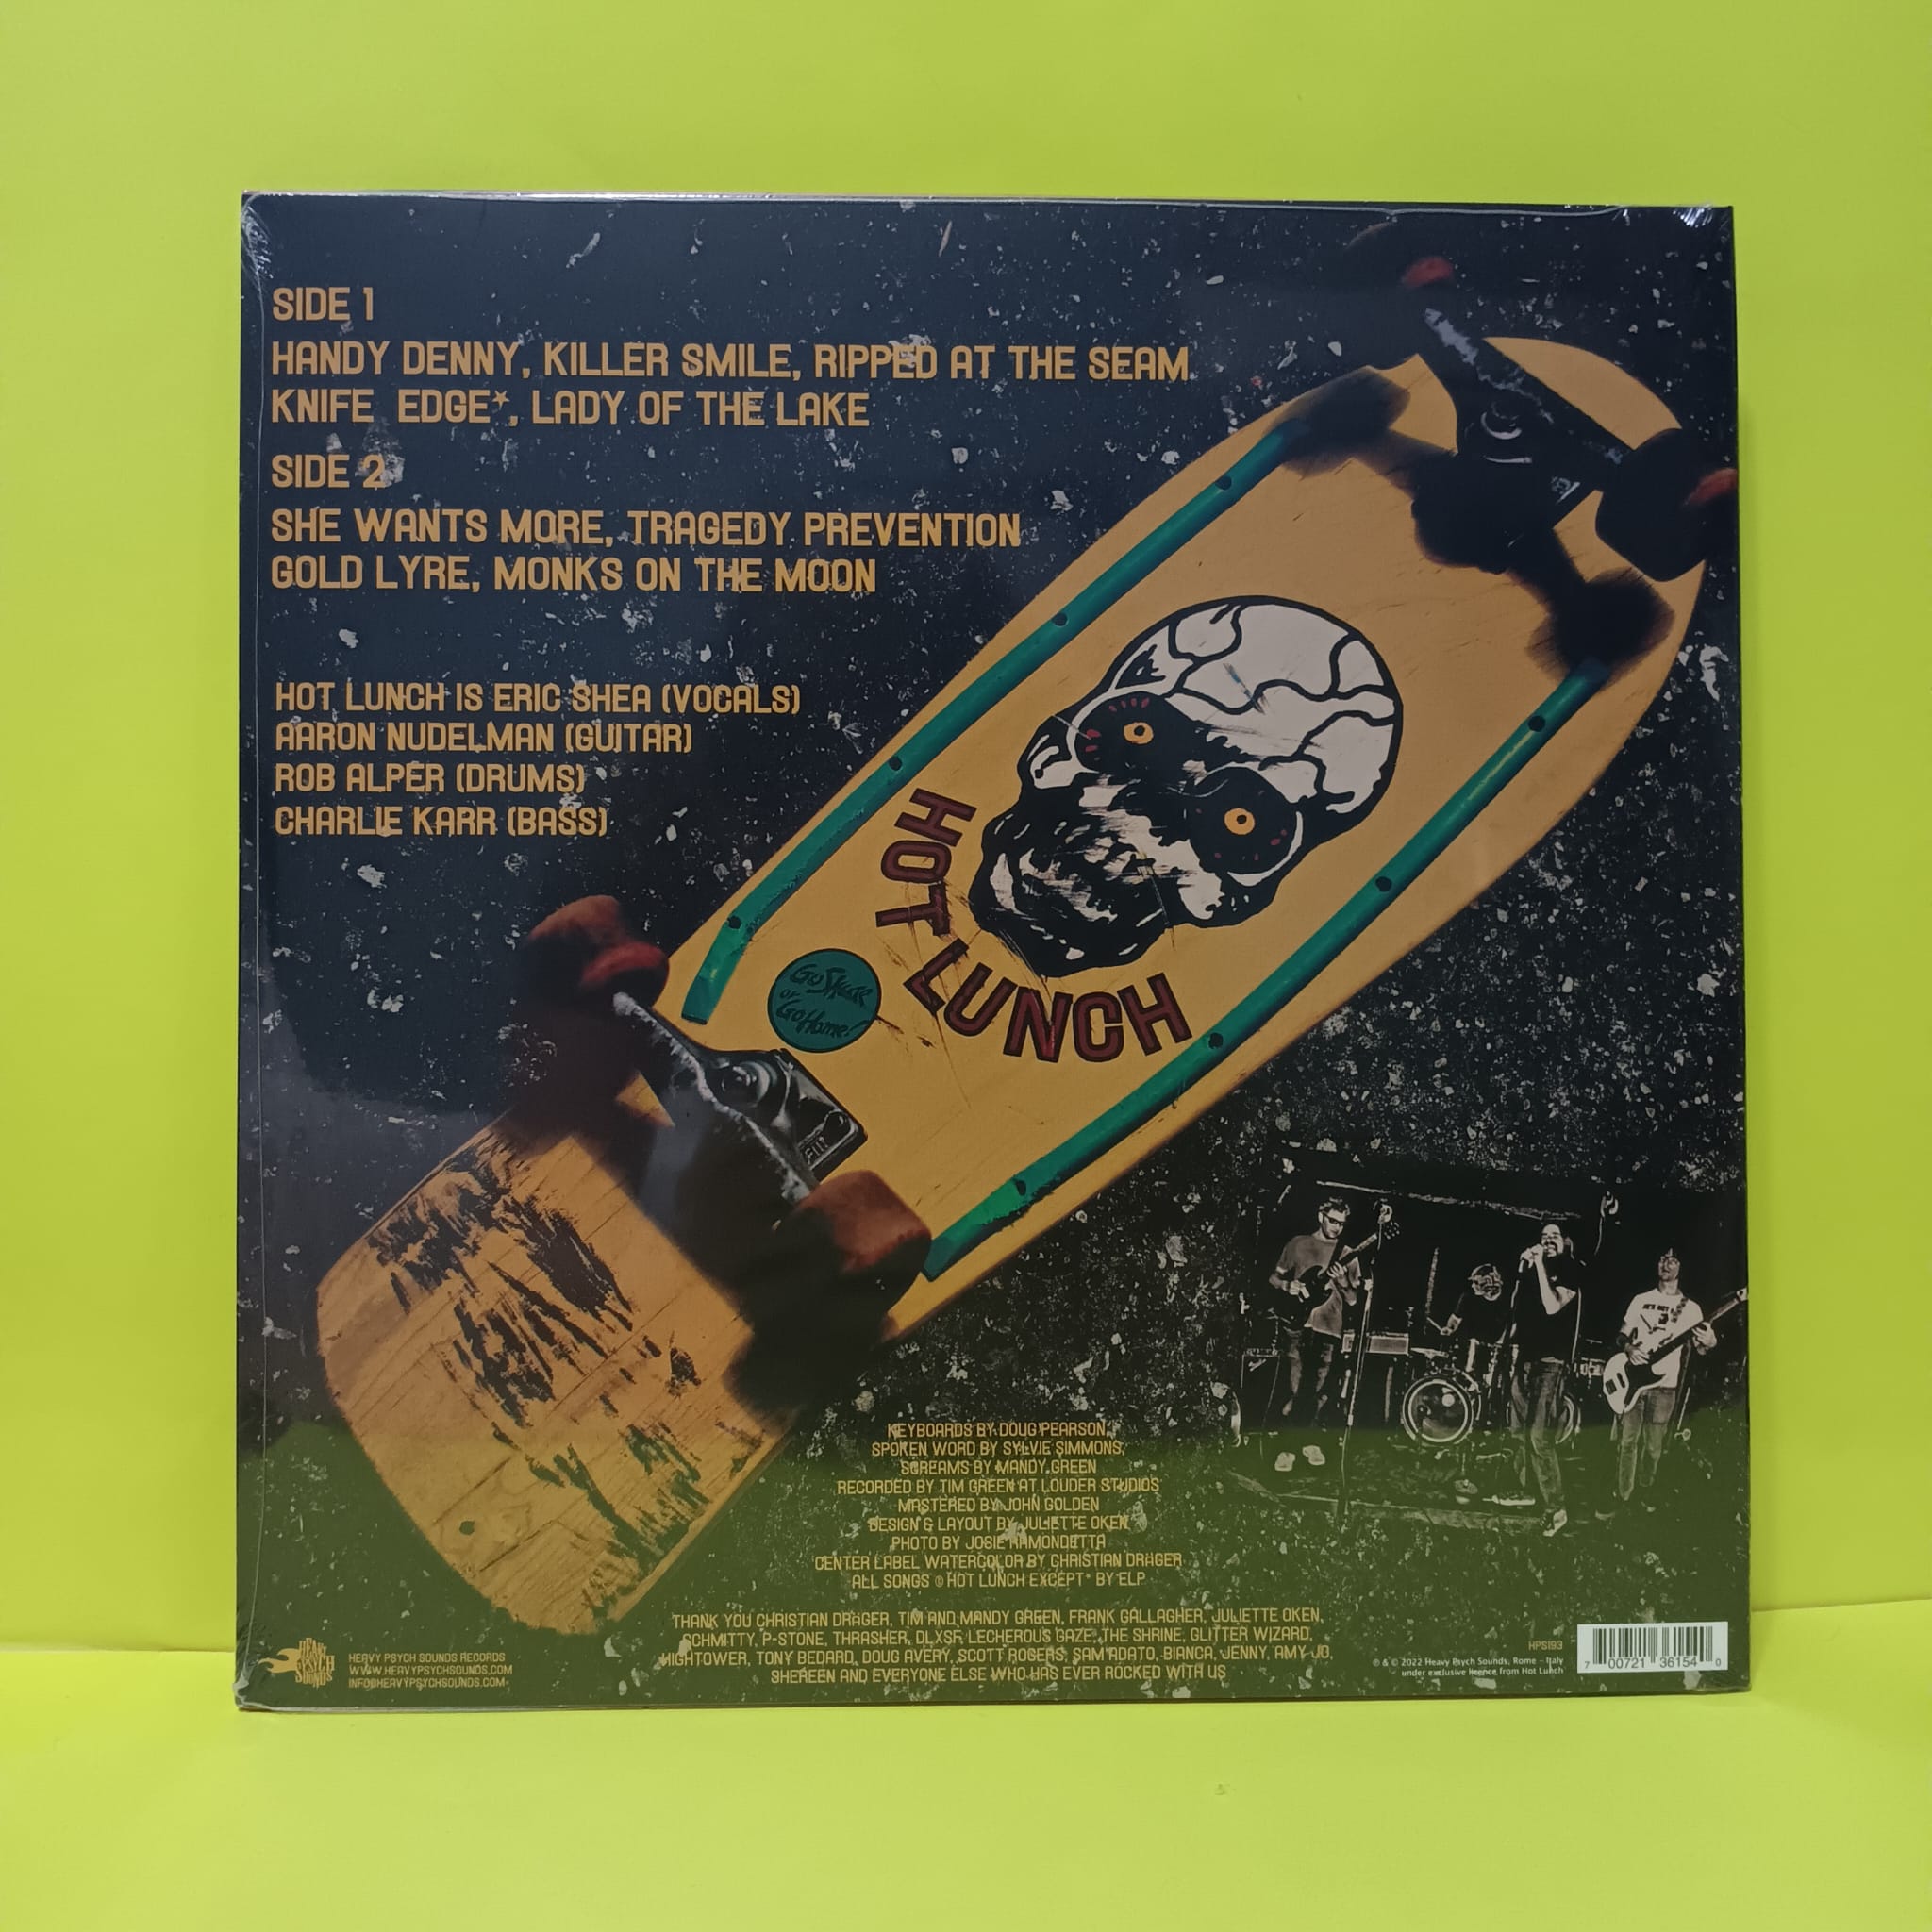 SIDE 1
HANDY DENNY, KILLER SMILE, RIPPED AT THE SEAM
KNIFE EDGE*, LADY OF THE LAKE
SIDE 2
SHE WANTS MORE, TRAGEDY PREVENTION
GOLD LYRE, MONKS ON THE MOON
HOT LUNCH IS ERIC SHEA (VOCALS)
AARON NUDELMAN (GUITAR)
ROB ALPER (DRUMS)
CHARLIE KARR (BASS)
HOT LUNCH
Go Skate
or
Go Home!
KEYBOARDS BY DOUG PEARSON,
SPOKEN WORD BY SYLVIE SIMMONS,
SCREAMS BY MANDY GREEN
RECORDED BY TIM GREEN AT LOUDER STUDIOS
MASTERED BY JOHN GOLDEN
DESIGN & LAYOUT BY JULIETTE OKEN
PHOTO BY JOSIE RAMONDETTA
CENTER LABEL WATERCOLOR BY CHRISTIAN DRAGER
ALL SONGS © HOT LUNCH EXCEPT* BY ELP
THANK YOU CHRISTIAN DRAGER, TIM AND MANDY GREEN, FRANK GALLAGHER, JULIETTE OKEN,
SCHMITTY, P-STONE, THRASHER, DLXSF, LECHEROUS GAZE, THE SHRINE, GLITTER WIZARD,
HIGHTOWER, TONY BEDARD, DOUG AVERY, SCOTT ROGERS, SAM ADATO, BIANCA, JENNY, AMY JO,
SHEREEN AND EVERYONE ELSE WHO HAS EVER ROCKED WITH US
HEAVY
PSYCH
SOUNDS
HEAVY PSYCH SOUNDS RECORDS
WWW.HEAVYPSYCHSOUNDS.COM
INFO@HEAVYPSYCHSOUNDS.COM
HPS193
℗ & © 2022 Heavy Psych Sounds, Rome - Italy
under exclusive licence from Hot Lunch
7 00721 36154 0